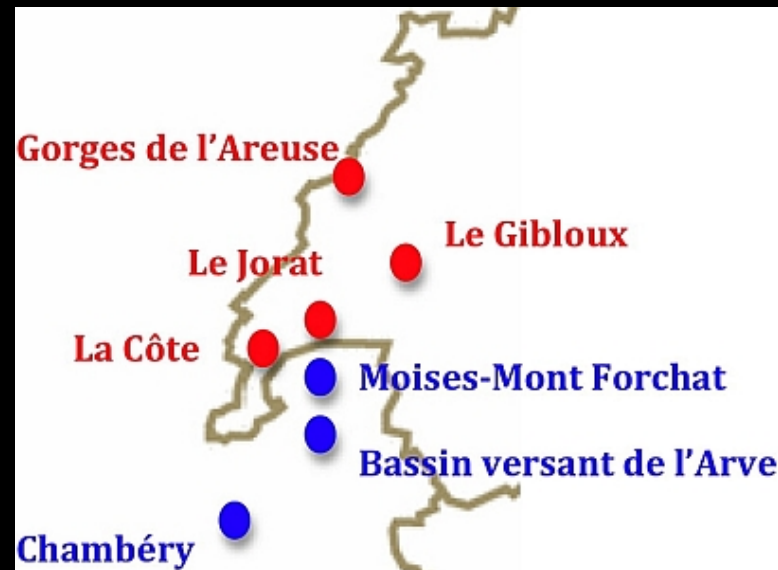 Gorges de l’Areuse
Le Gibloux
Le Jorat
La Côte
Moises-Mont Forchat
Bassin versant de l’Arve
Chambéry